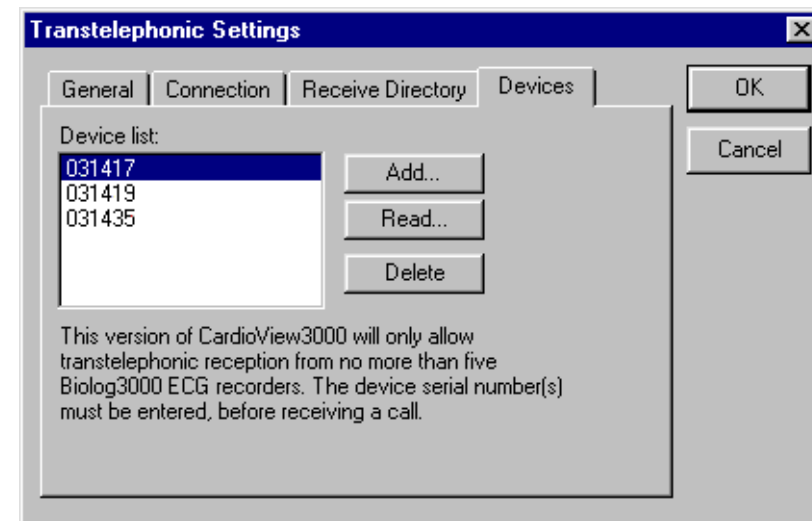 Transtelephonic Settings
General Connection Receive Directory Devices
OK
Cancel
Device list:
031417
031419
031435
Add...
Read...
Delete
This version of CardioView3000 will only allow
transtelephonic reception from no more than five
Biolog3000 ECG recorders. The device serial number(s)
must be entered, before receiving a call.